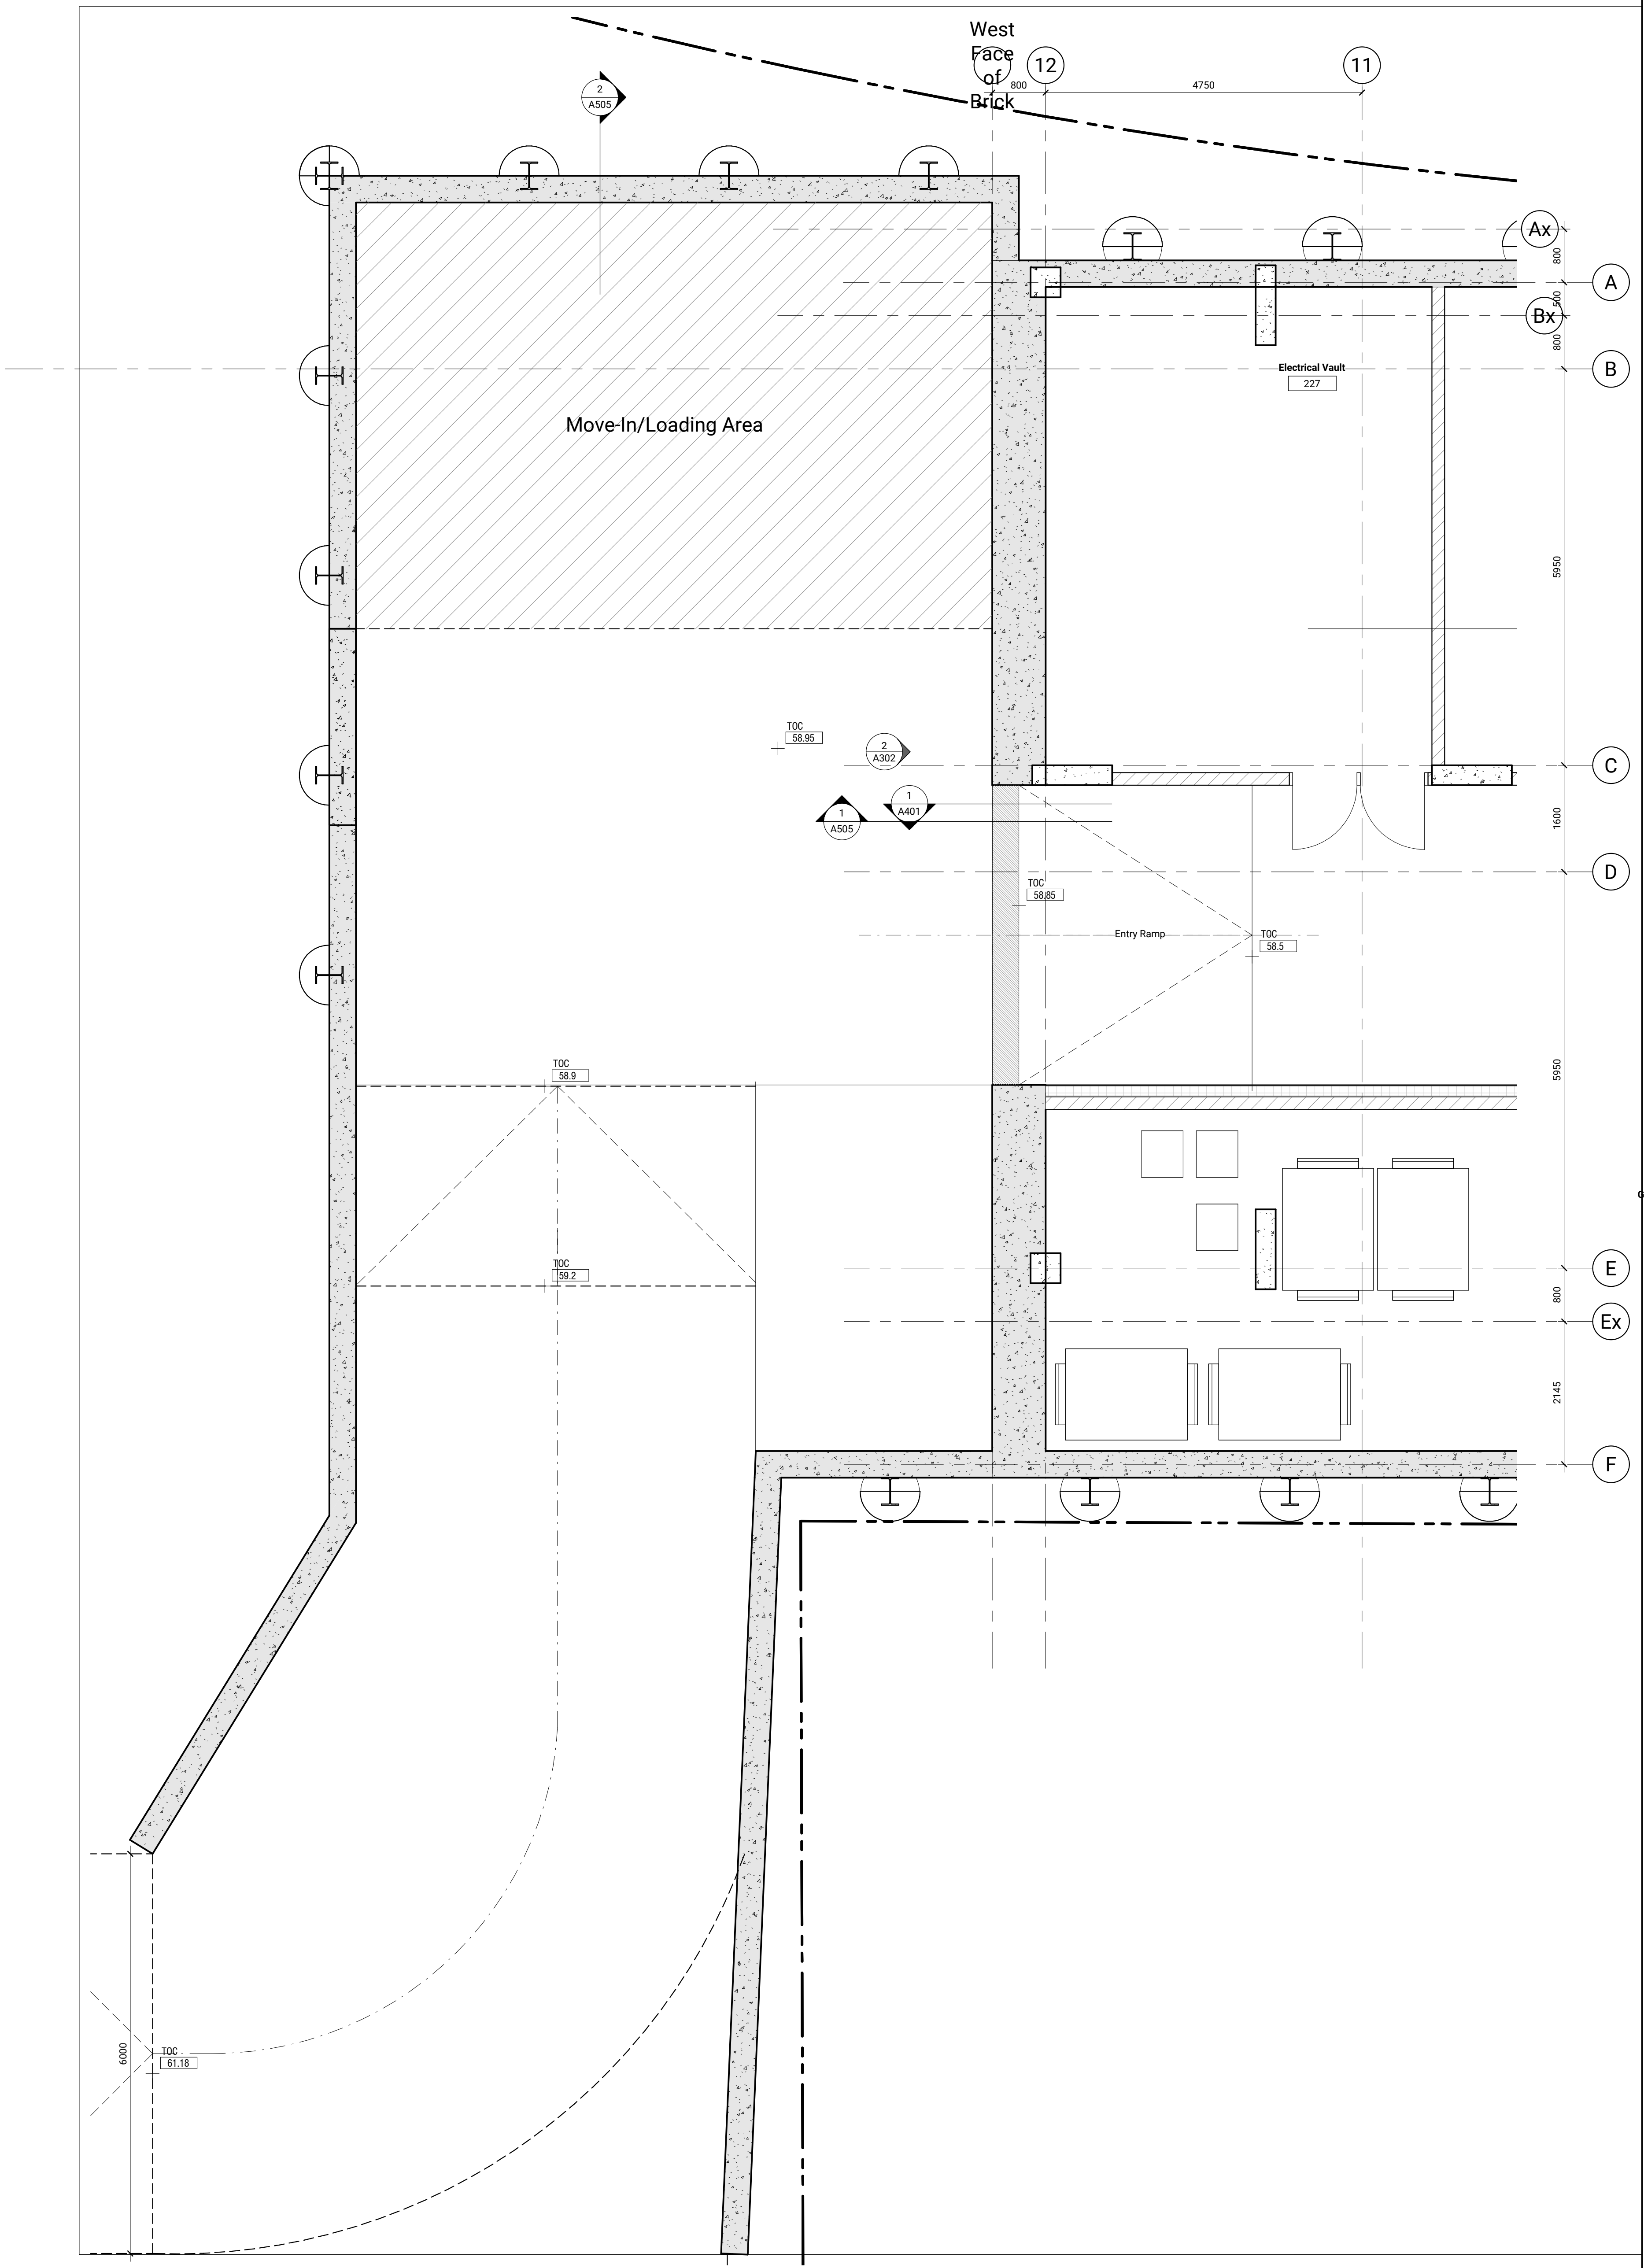 West
Face
of
Brick
12
11
800
4750
2
A505
Ax
800
A
500
Bx
800
B
Electrical Vault
227
Move-In/Loading Area
5950
TOC
58.95
2
A302
C
1
A401
1
A505
1600
D
TOC
58.85
Entry Ramp
TOC
58.5
TOC
58.9
5950
G
TOC
59.2
E
800
Ex
2145
F
6000
TOC
61.18